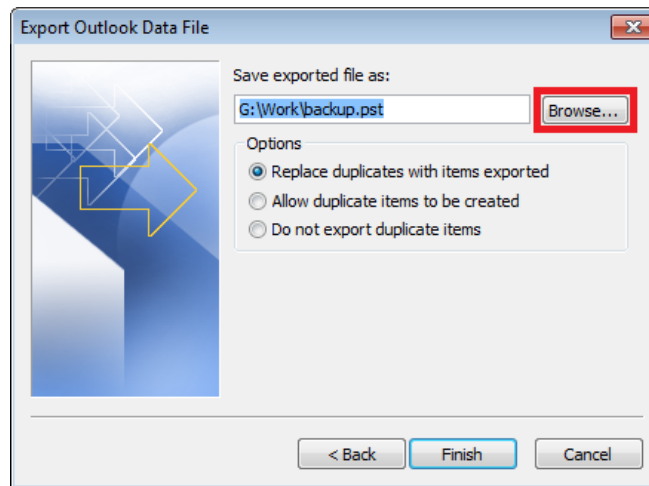 Export Outlook Data File
Save exported file as:
G:\Work\backup.pst
Browse...
Options
Replace duplicates with items exported
Allow duplicate items to be created
Do not export duplicate items
< Back
Finish
Cancel